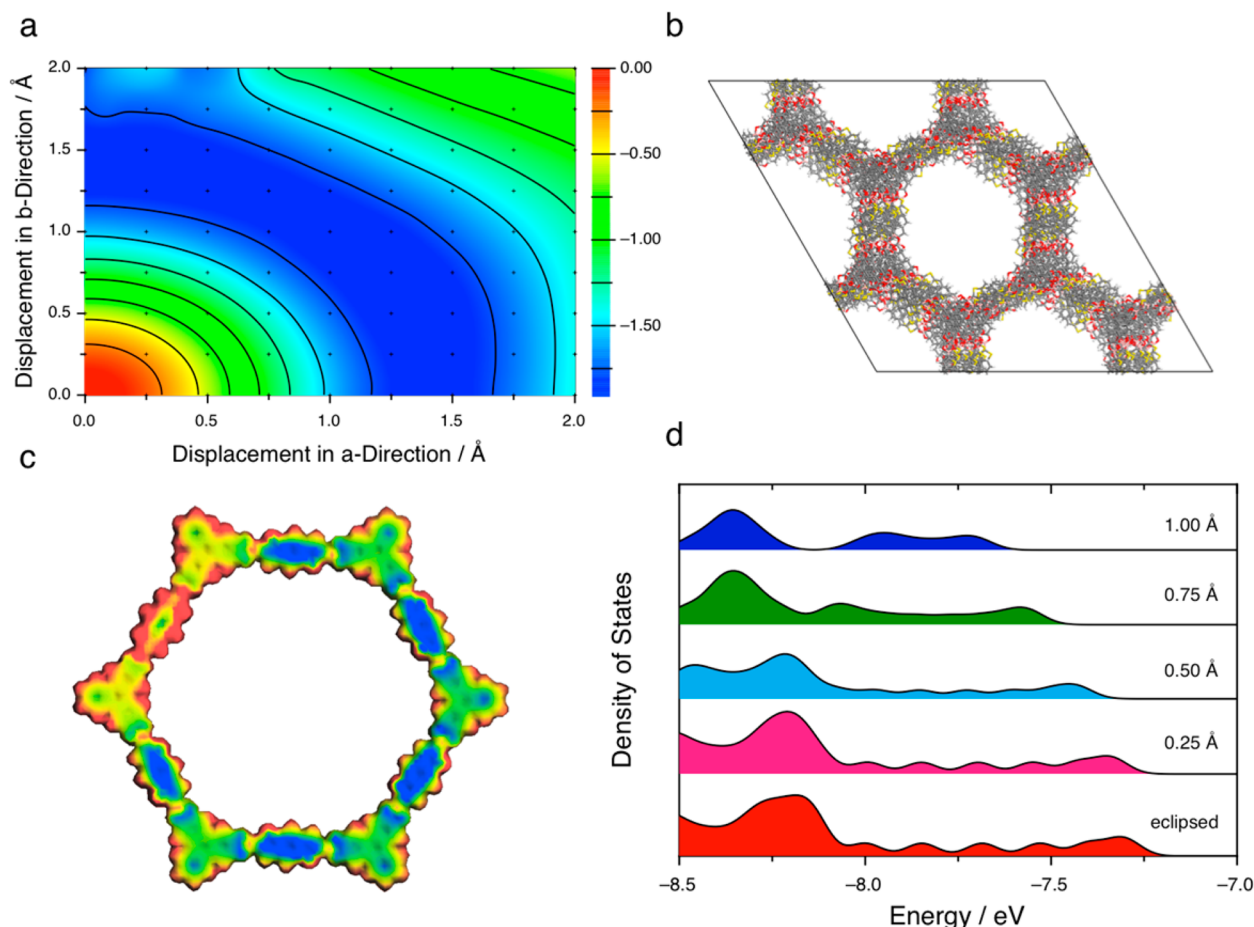 a
b
2.0
1.5
1.0
0.5
0.0
Displacement in b-Direction / Å
0.0
0.5
1.0
1.5
2.0
Displacement in a-Direction / Å
0.00
−0.50
−1.00
−1.50
c
d
1.00 Å
0.75 Å
0.50 Å
0.25 Å
eclipsed
Density of States
−8.5
−8.0
−7.5
−7.0
Energy / eV